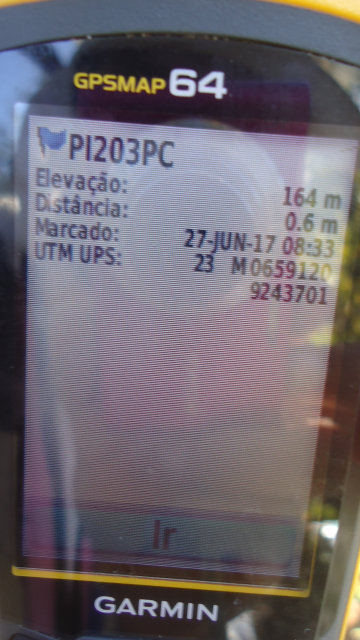 GPSMAP 64
PI203PC
Elevação: 164 m
Distância: 0.6 m
Marcado: 27-JUN-17 08:33
UTM UPS: 23 M 0659120
9243701
Ir
GARMIN